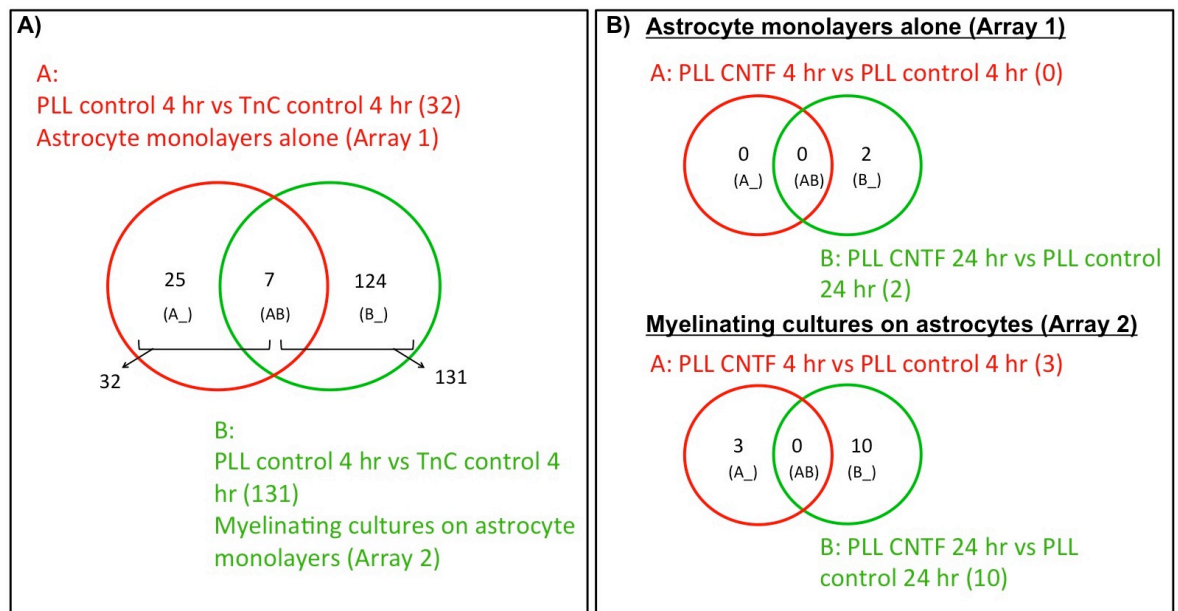 A)
A:
PLL control 4 hr vs TnC control 4 hr (32)
Astrocyte monolayers alone (Array 1)
25
7
124
(A_)
(AB)
(B_)
32
131
B:
PLL control 4 hr vs TnC control 4
hr (131)
Myelinating cultures on astrocyte
monolayers (Array 2)
B)
Astrocyte monolayers alone (Array 1)
A: PLL CNTF 4 hr vs PLL control 4 hr (0)
0
0
2
(A_)
(AB)
(B_)
B: PLL CNTF 24 hr vs PLL control
24 hr (2)
Myelinating cultures on astrocytes (Array 2)
A: PLL CNTF 4 hr vs PLL control 4 hr (3)
3
0
10
(A_)
(AB)
(B_)
B: PLL CNTF 24 hr vs PLL
control 24 hr (10)